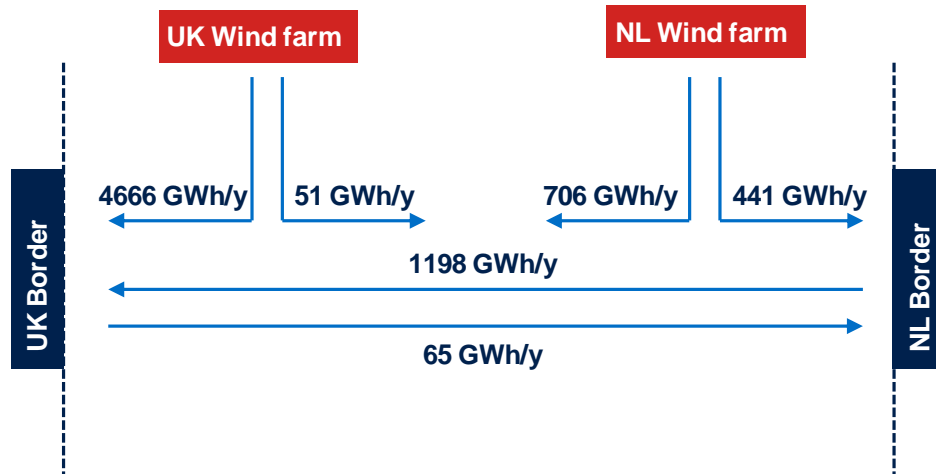 UK Wind farm
NL Wind farm
4666 GWh/y
51 GWh/y
706 GWh/y
441 GWh/y
1198 GWh/y
65 GWh/y
UK Border
NL Border